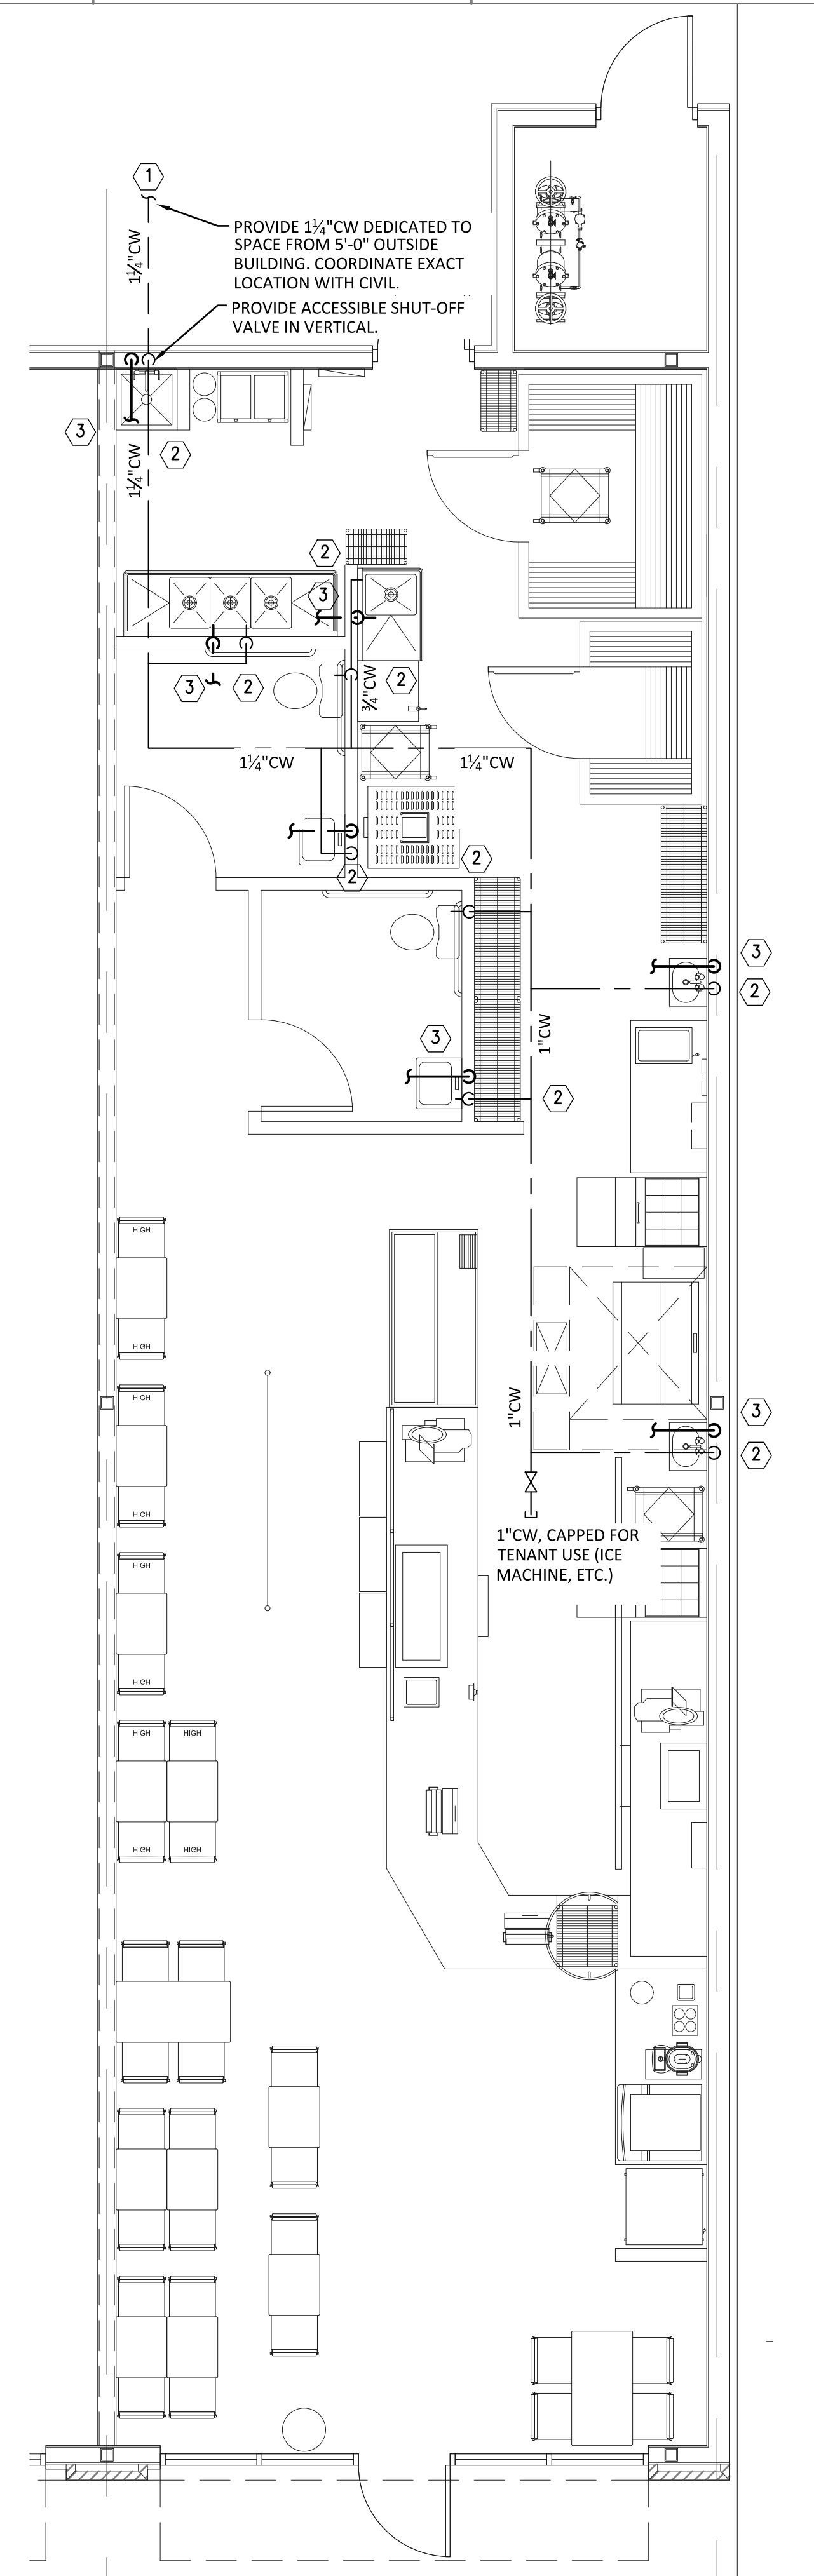 1
PROVIDE 1¼"CW DEDICATED TO
SPACE FROM 5'-0" OUTSIDE
BUILDING. COORDINATE EXACT
LOCATION WITH CIVIL.
1¼"CW
PROVIDE ACCESSIBLE SHUT-OFF
VALVE IN VERTICAL.
3
2
1¼"CW
2
3
3
2
2
¾"CW
1¼"CW
1¼"CW
2
2
3
2
1"CW
3
2
HIGH
HIGH
HIGH
1"CW
3
2
HIGH
1"CW, CAPPED FOR
TENANT USE (ICE
MACHINE, ETC.)
HIGH
HIGH
HIGH
HIGH
HIGH
HIGH